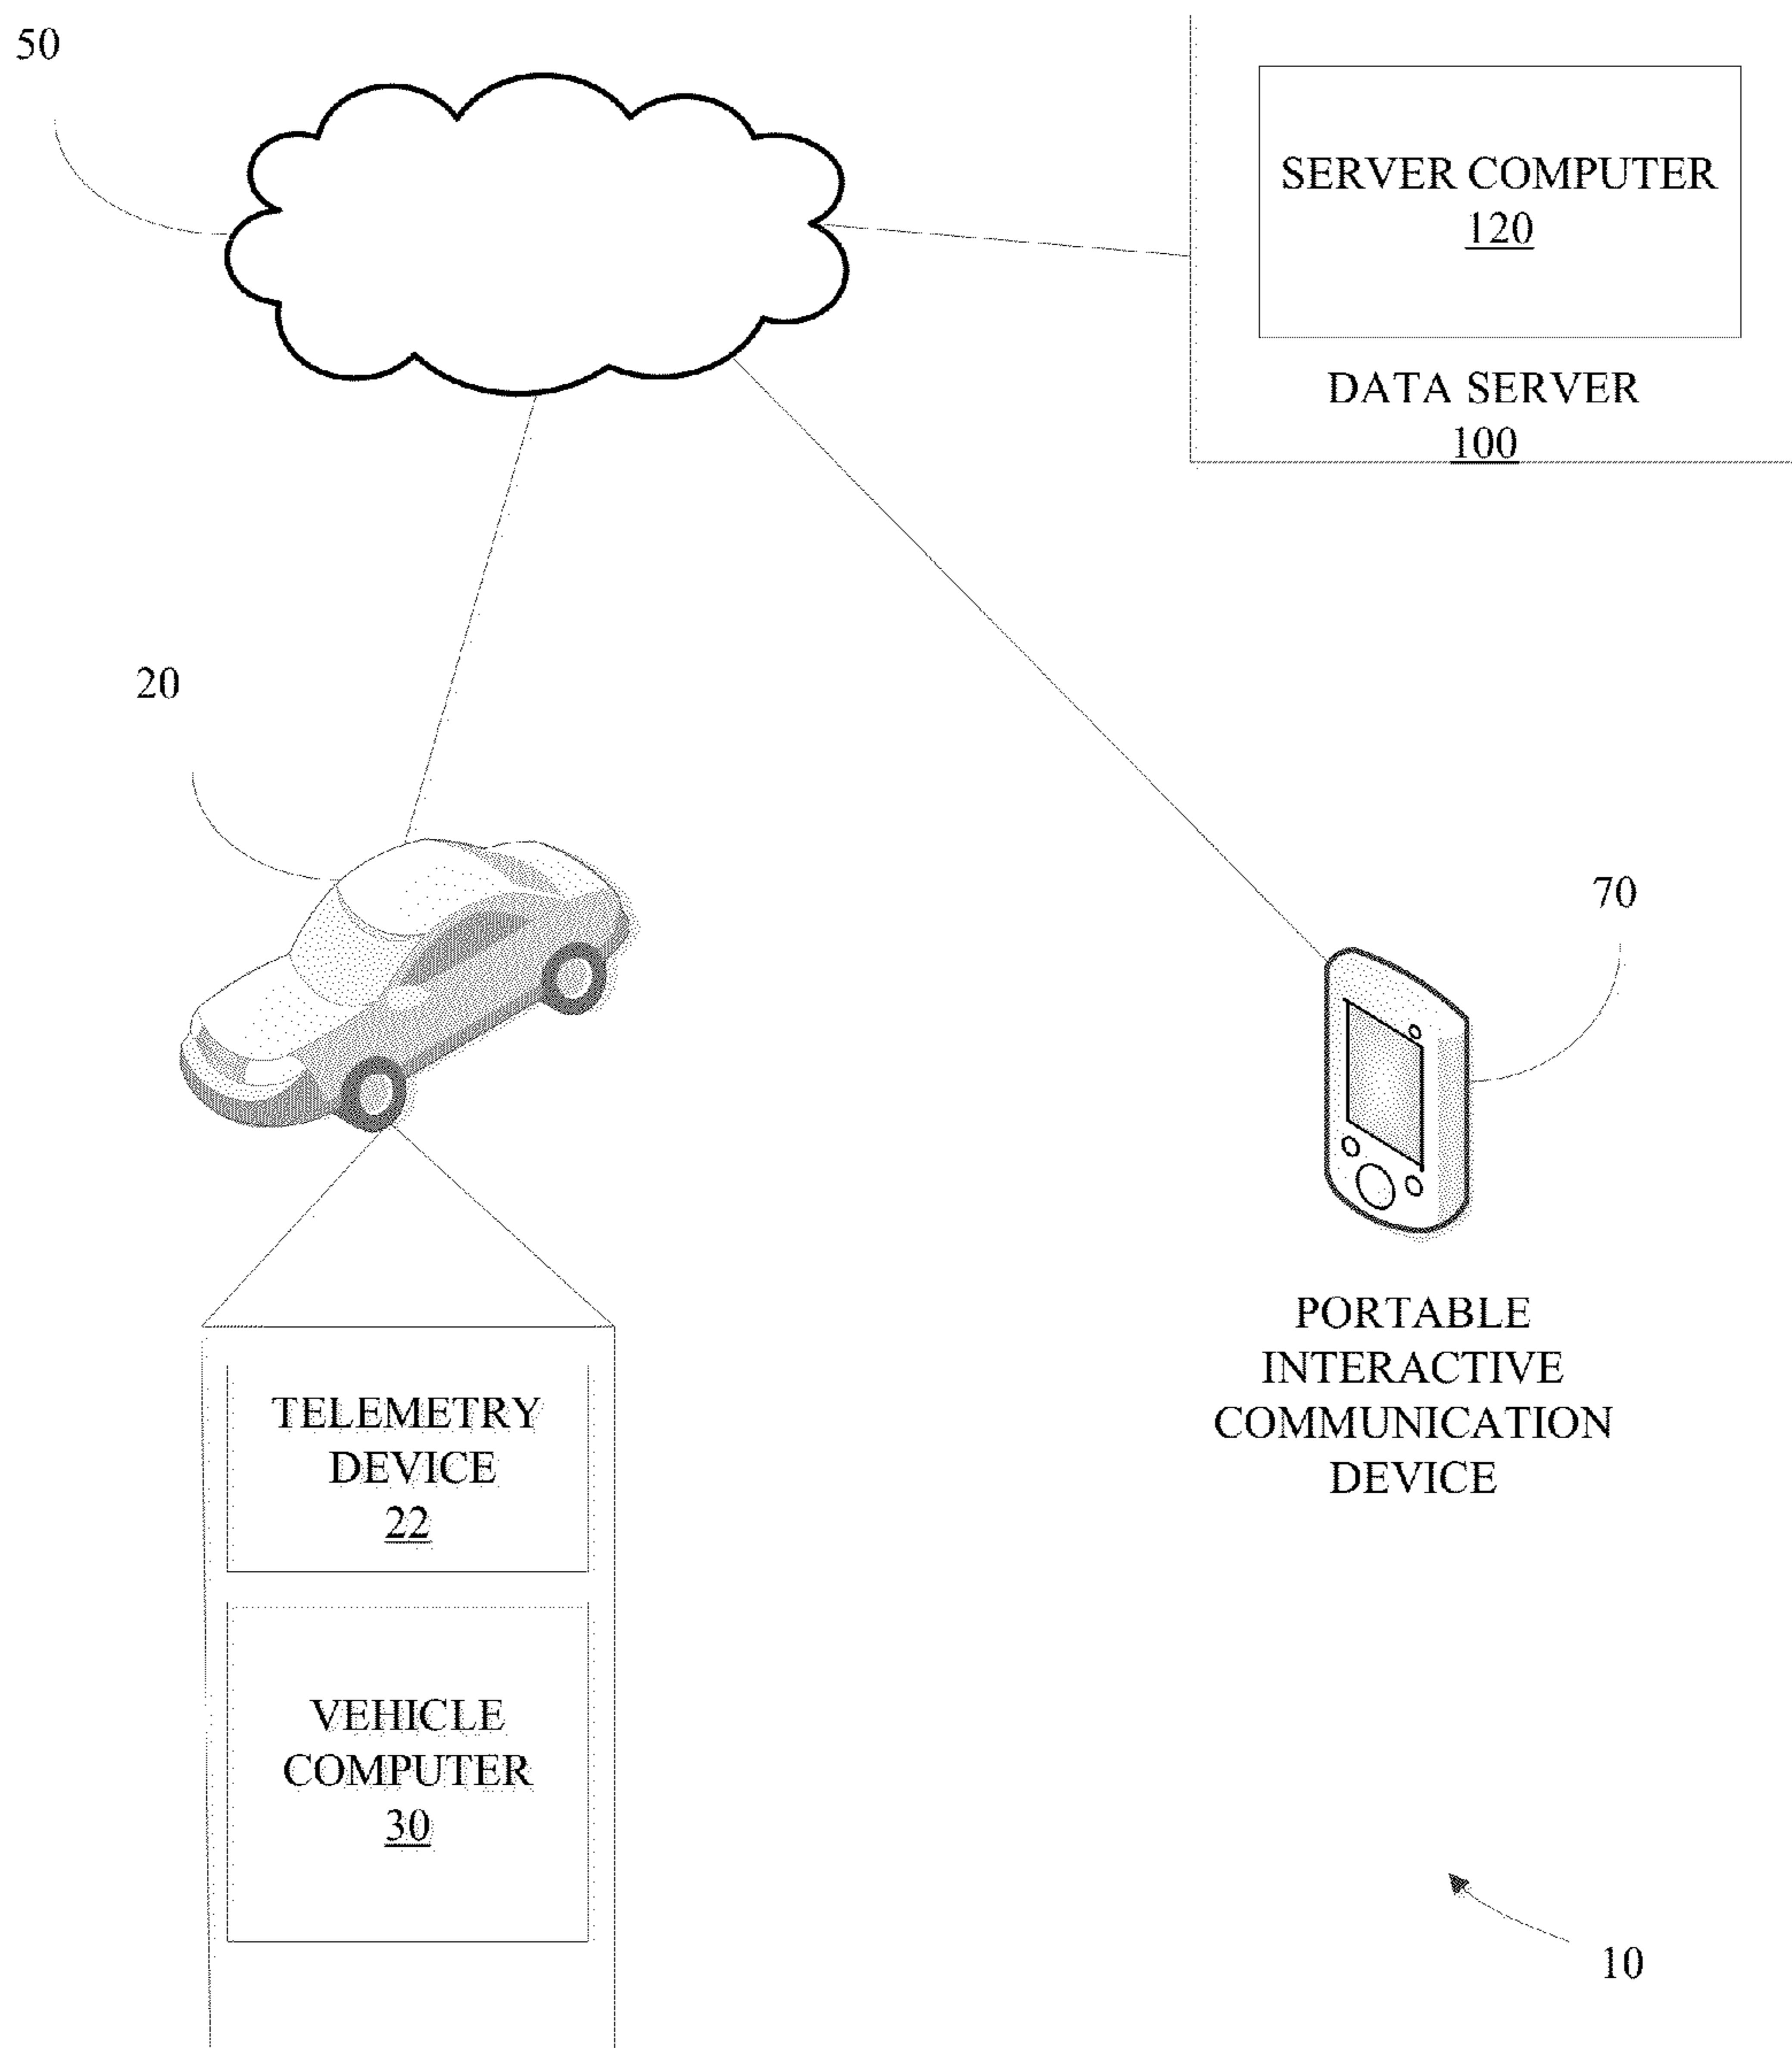 50
SERVER COMPUTER
120
DATA SERVER
100
20
70
PORTABLE
INTERACTIVE
COMMUNICATION
DEVICE
TELEMETRY
DEVICE
22
VEHICLE
COMPUTER
30
10